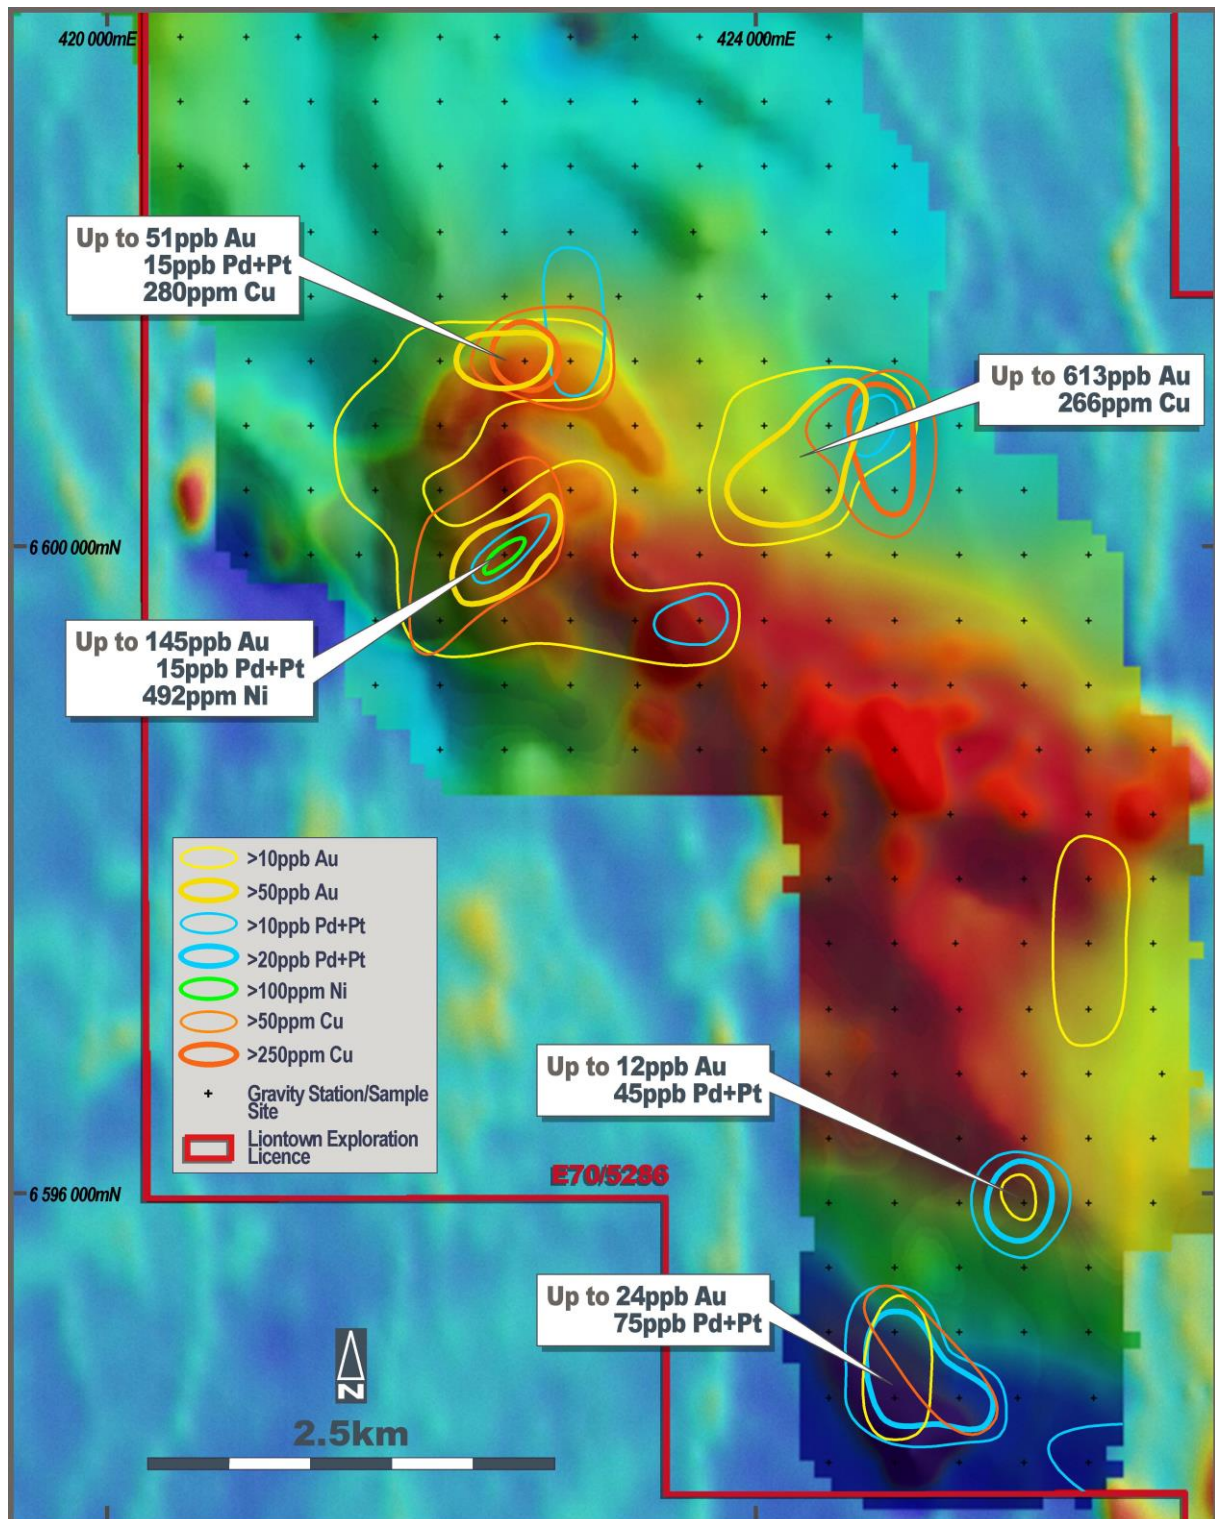 420 000mE
424 000mE
Up to 51ppb Au
15ppb Pd+Pt
280ppm Cu
Up to 613ppb Au
266ppm Cu
6 600 000mN
Up to 145ppb Au
15ppb Pd+Pt
492ppm Ni
>10ppb Au
>50ppb Au
>10ppb Pd+Pt
>20ppb Pd+Pt
>100ppm Ni
>50ppm Cu
>250ppm Cu
Gravity Station/Sample
Site
Liontown Exploration
Licence
Up to 12ppb Au
45ppb Pd+Pt
E70/5286
6 596 000mN
Up to 24ppb Au
75ppb Pd+Pt
N
2.5km